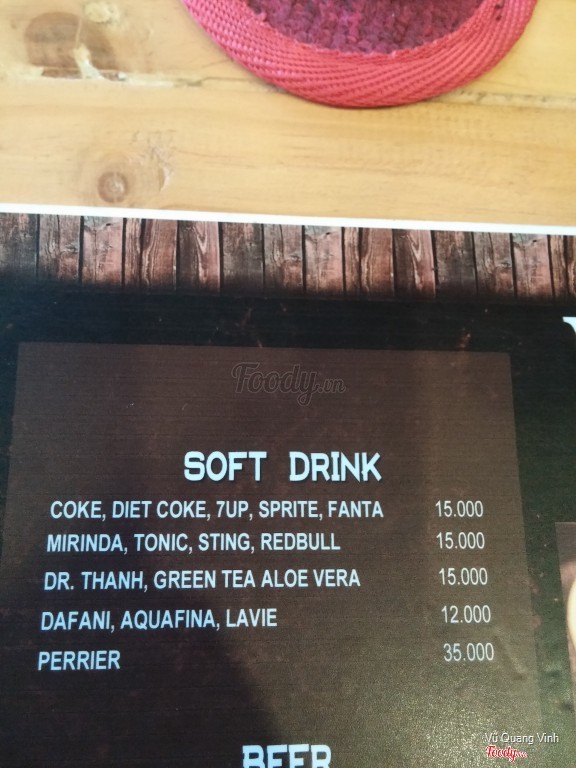 Foody.vn
SOFT DRINK
COKE, DIET COKE, 7UP, SPRITE, FANTA 15.000
MIRINDA, TONIC, STING, REDBULL 15.000
DR. THANH, GREEN TEA ALOE VERA 15.000
DAFANI, AQUAFINA, LAVIE 12.000
PERRIER 35.000
BEER
Vũ Quang Vinh
Foody.vn